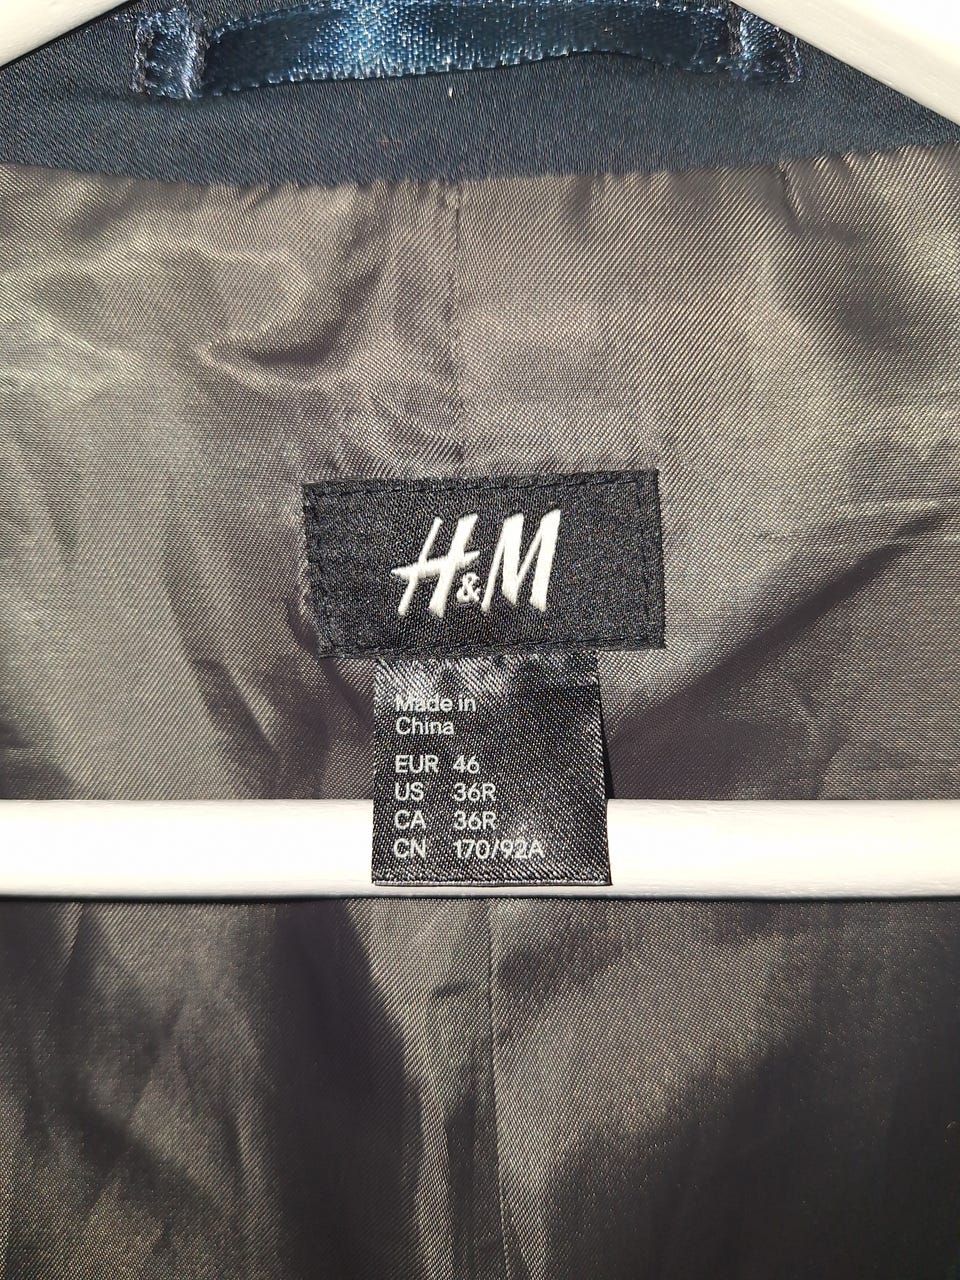 H&M
Made in
China
EUR 46
US 36R
CA 36R
CN 170/92A